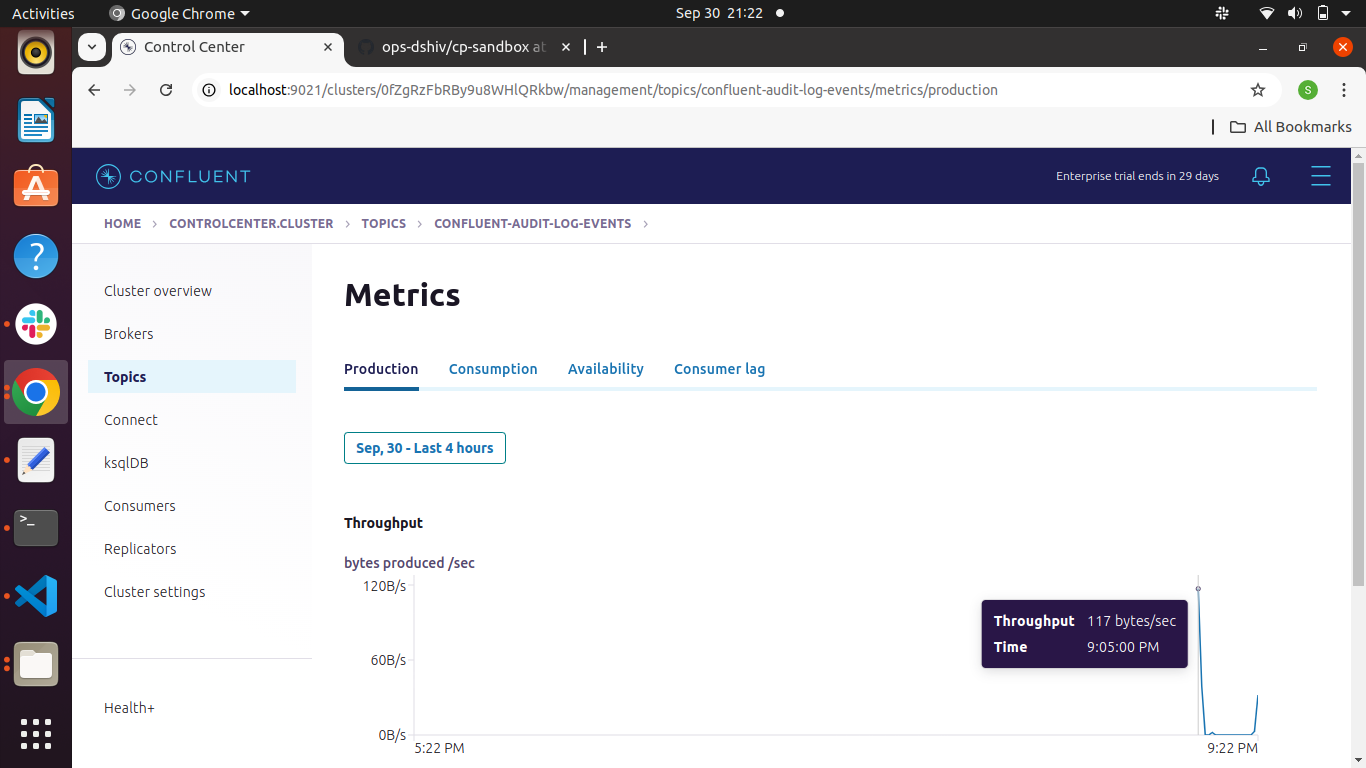 Activities
Google Chrome
Sep 30 21:22
Control Center
ops-dshiv/cp-sandbox at
localhost:9021/clusters/0fZgRzFbRBy9u8WHlQRkbw/management/topics/confluent-audit-log-events/metrics/production
S
All Bookmarks
CONFLUENT
Enterprise trial ends in 29 days
HOME > CONTROLCENTER.CLUSTER > TOPICS > CONFLUENT-AUDIT-LOG-EVENTS >
Cluster overview
Brokers
Topics
Connect
ksqlDB
Consumers
Replicators
Cluster settings
Health+
Metrics
Production Consumption Availability Consumer lag
Sep, 30 - Last 4 hours
Throughput
bytes produced /sec
120B/s
60B/s
0B/s
5:22 PM
9:22 PM
Throughput 117 bytes/sec
Time 9:05:00 PM